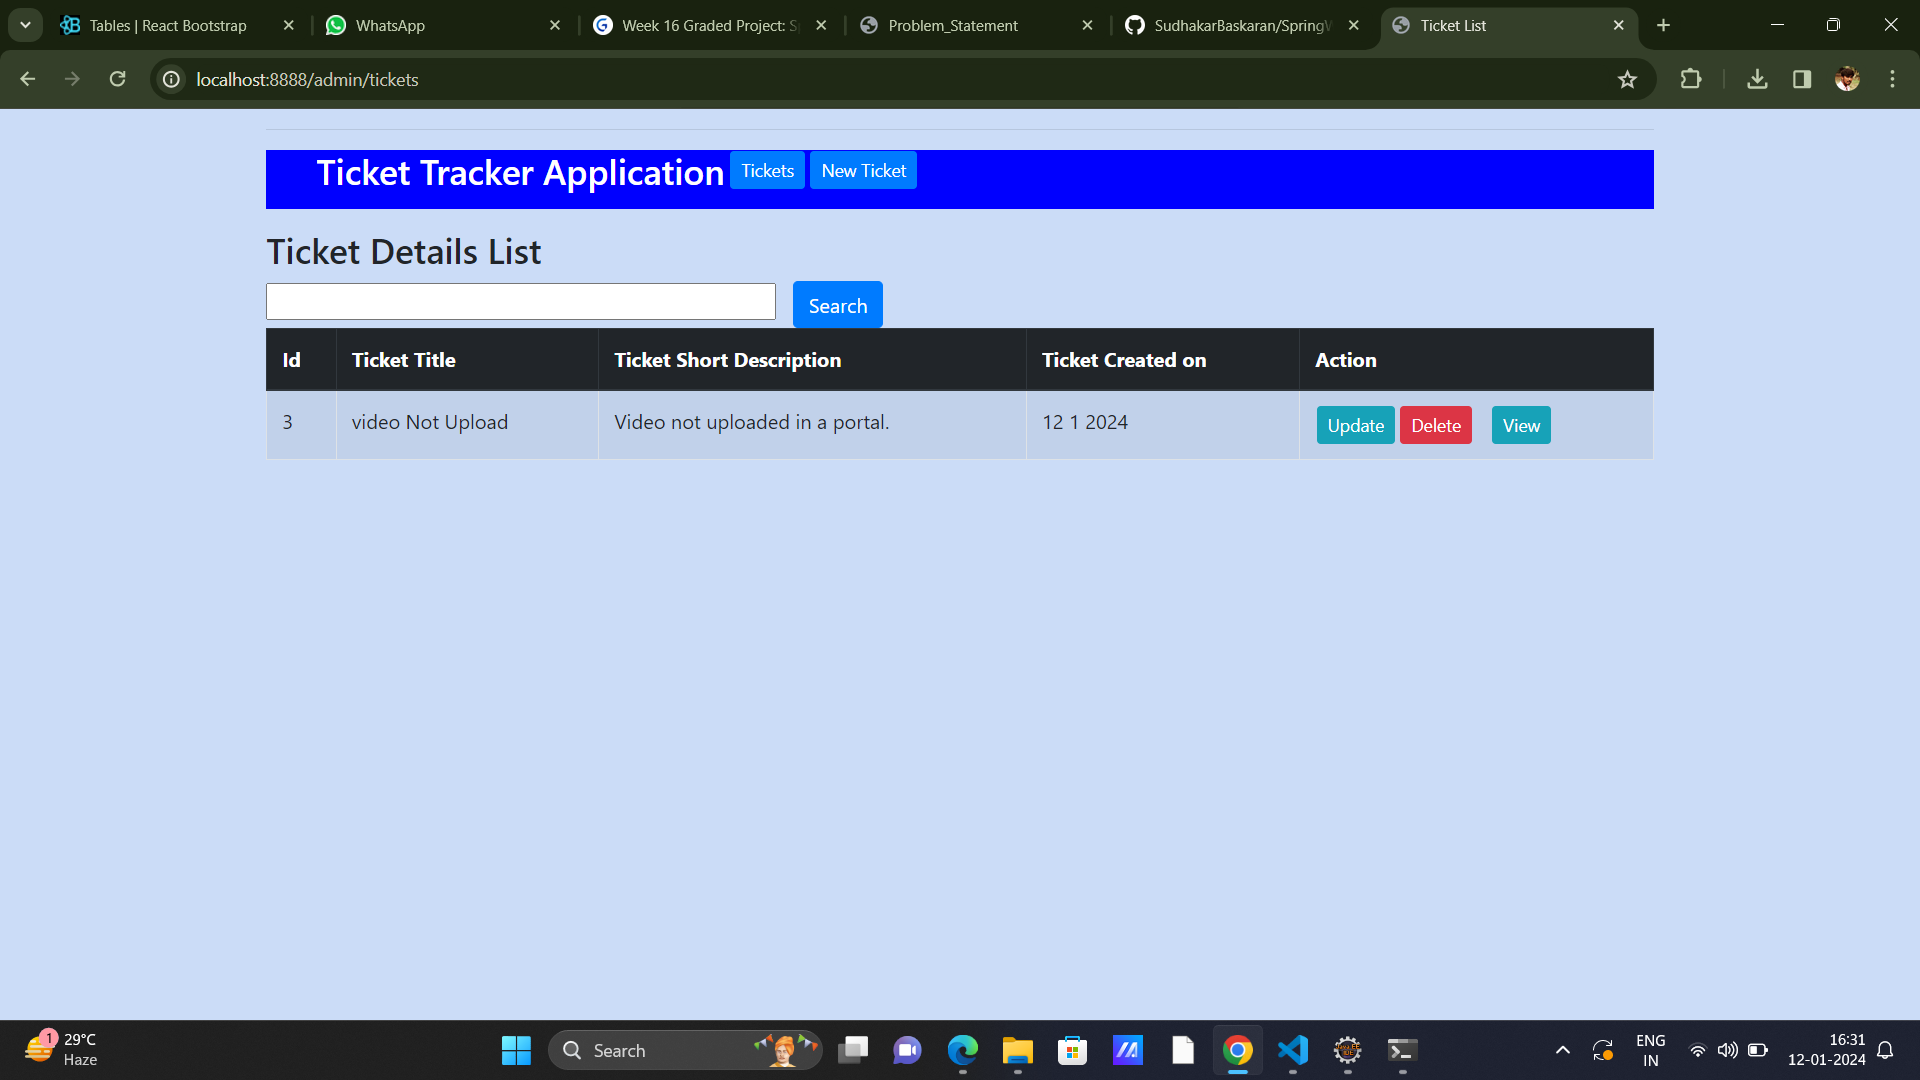 Tables | React Bootstrap
WhatsApp
Week 16 Graded Project: S
Problem_Statement
SudhakarBaskaran/SpringW
Ticket List
localhost:8888/admin/tickets
Ticket Tracker Application Tickets New Ticket
Ticket Details List
Search
Id Ticket Title Ticket Short Description Ticket Created on Action
3 video Not Upload Video not uploaded in a portal. 12 1 2024 Update Delete View
1 29°C
Haze
Search
ENG
IN
16:31
12-01-2024